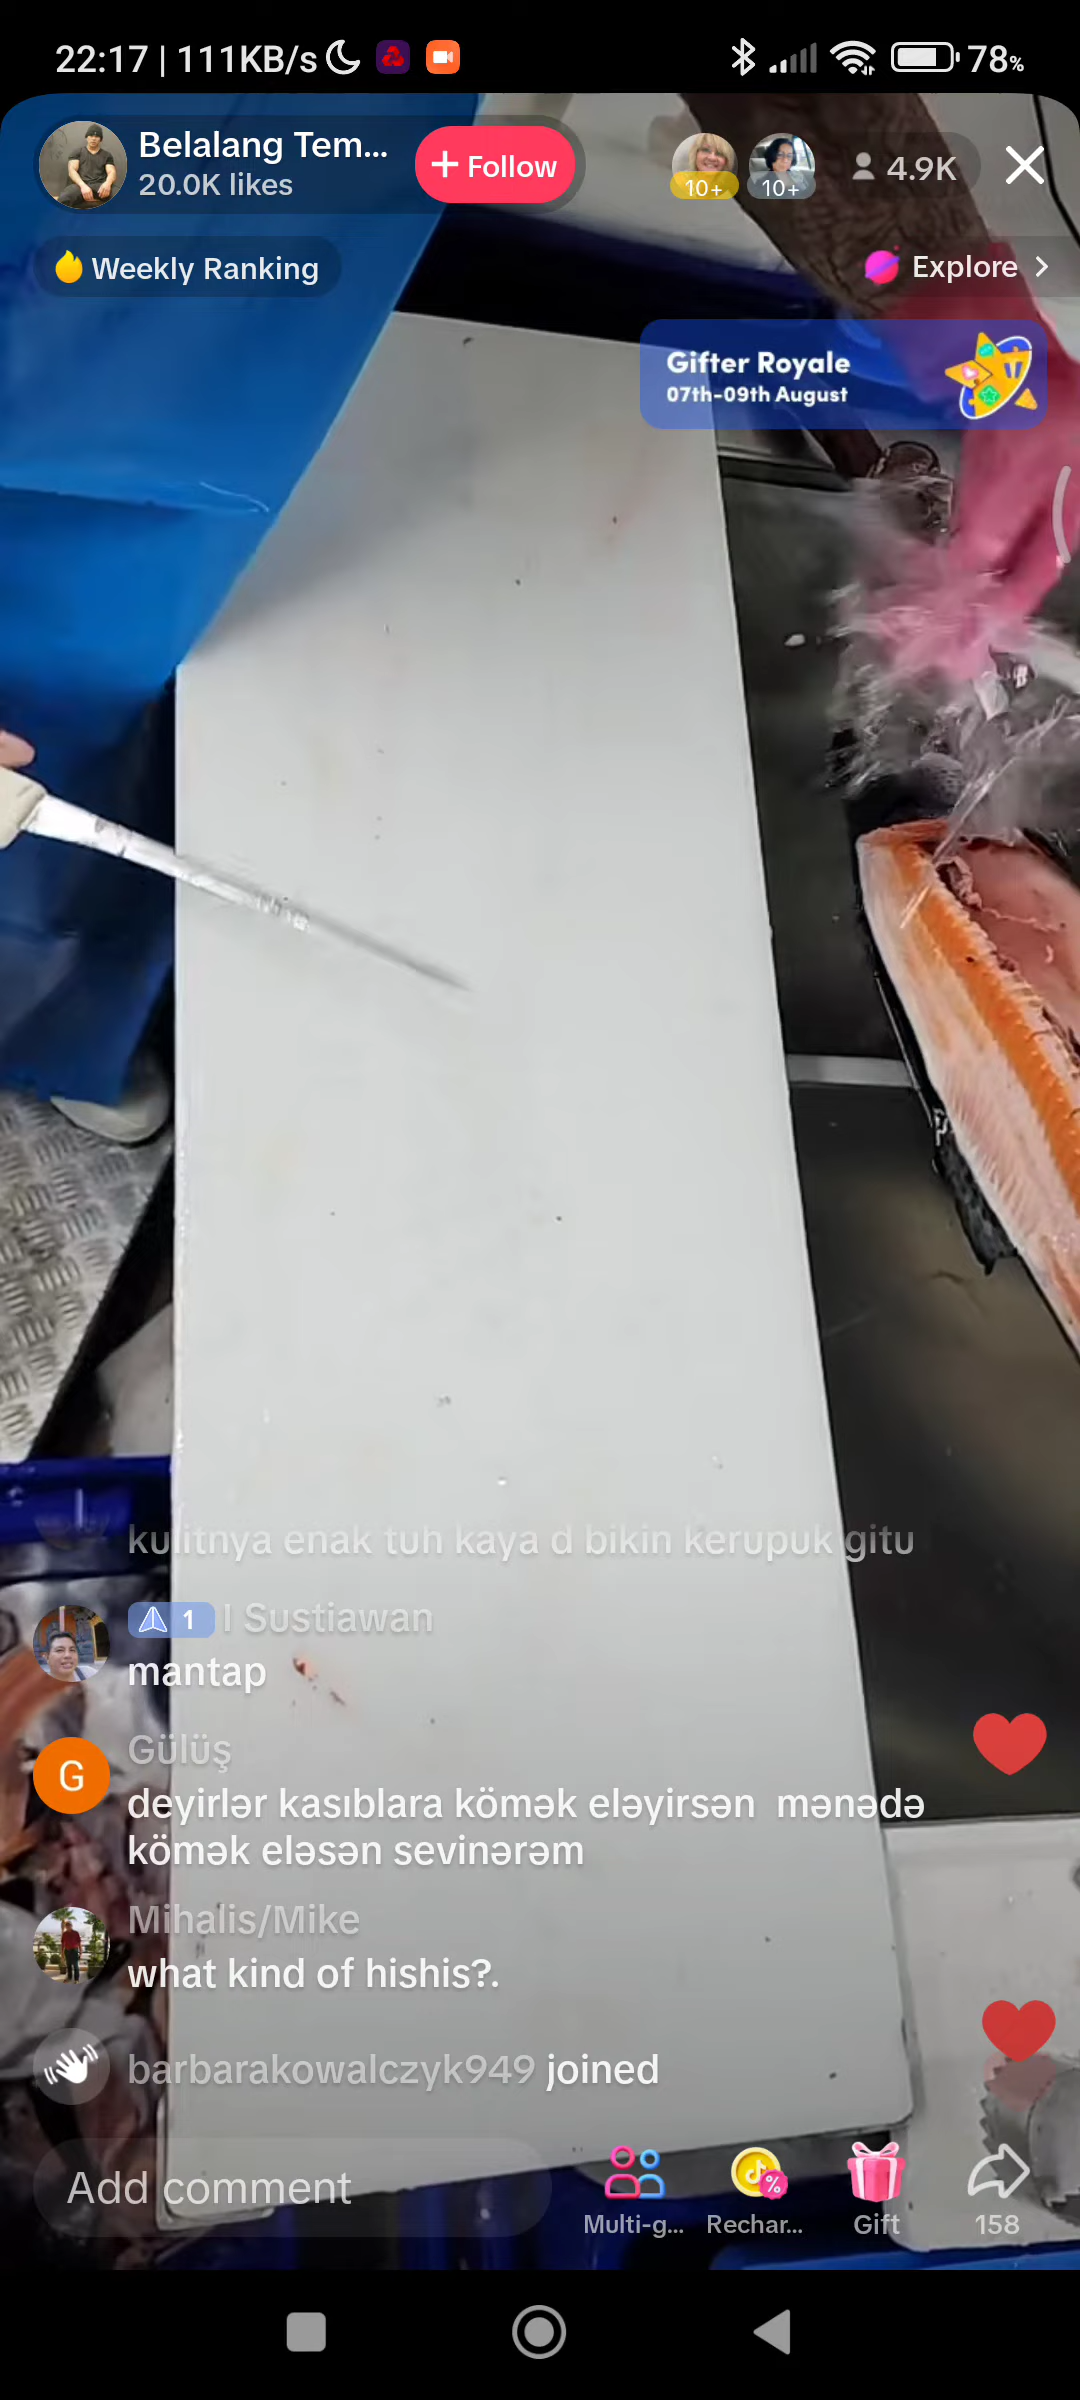 22:17 | 111KB/s
78%
Belalang Tem...
20.0K likes
+ Follow
10+
10+
4.9K
Weekly Ranking
Explore >
Gifter Royale
07th-09th August
kulitnya enak tuh kaya d bikin kerupuk gitu
1 I Sustiawan
mantap
Gülüş
G
deyirlər kasıblara kömək eləyirsən mənədə
kömək eləsən sevinərəm
Mihalis/Mike
what kind of hishis?.
barbarakowalczyk949 joined
Add comment
Multi-g...
Rechar...
Gift
158